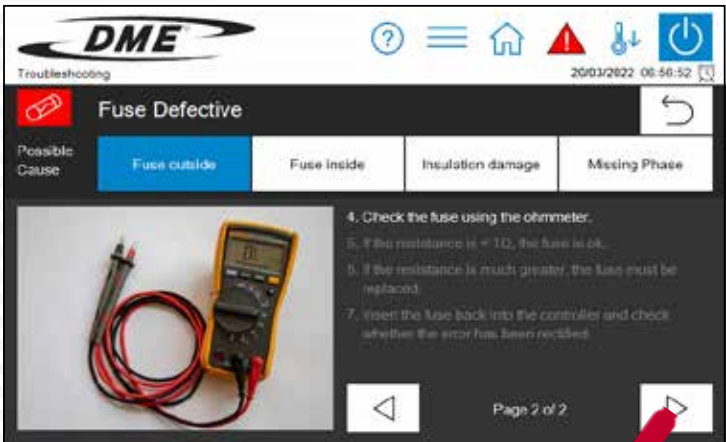 DME
Troubleshooting
20/03/2022 06:56:52
Fuse Defective
Possible
Cause
Fuse outside
Fuse inside
Insulation damage
Missing Phase
4. Check the fuse using the ohmmeter.
5. If the resistance is < 1Ω, the fuse is ok.
6. If the resistance is much greater, the fuse must be
replaced.
7. Insert the fuse back into the controller and check
whether the error has been rectified.
Page 2 of 2